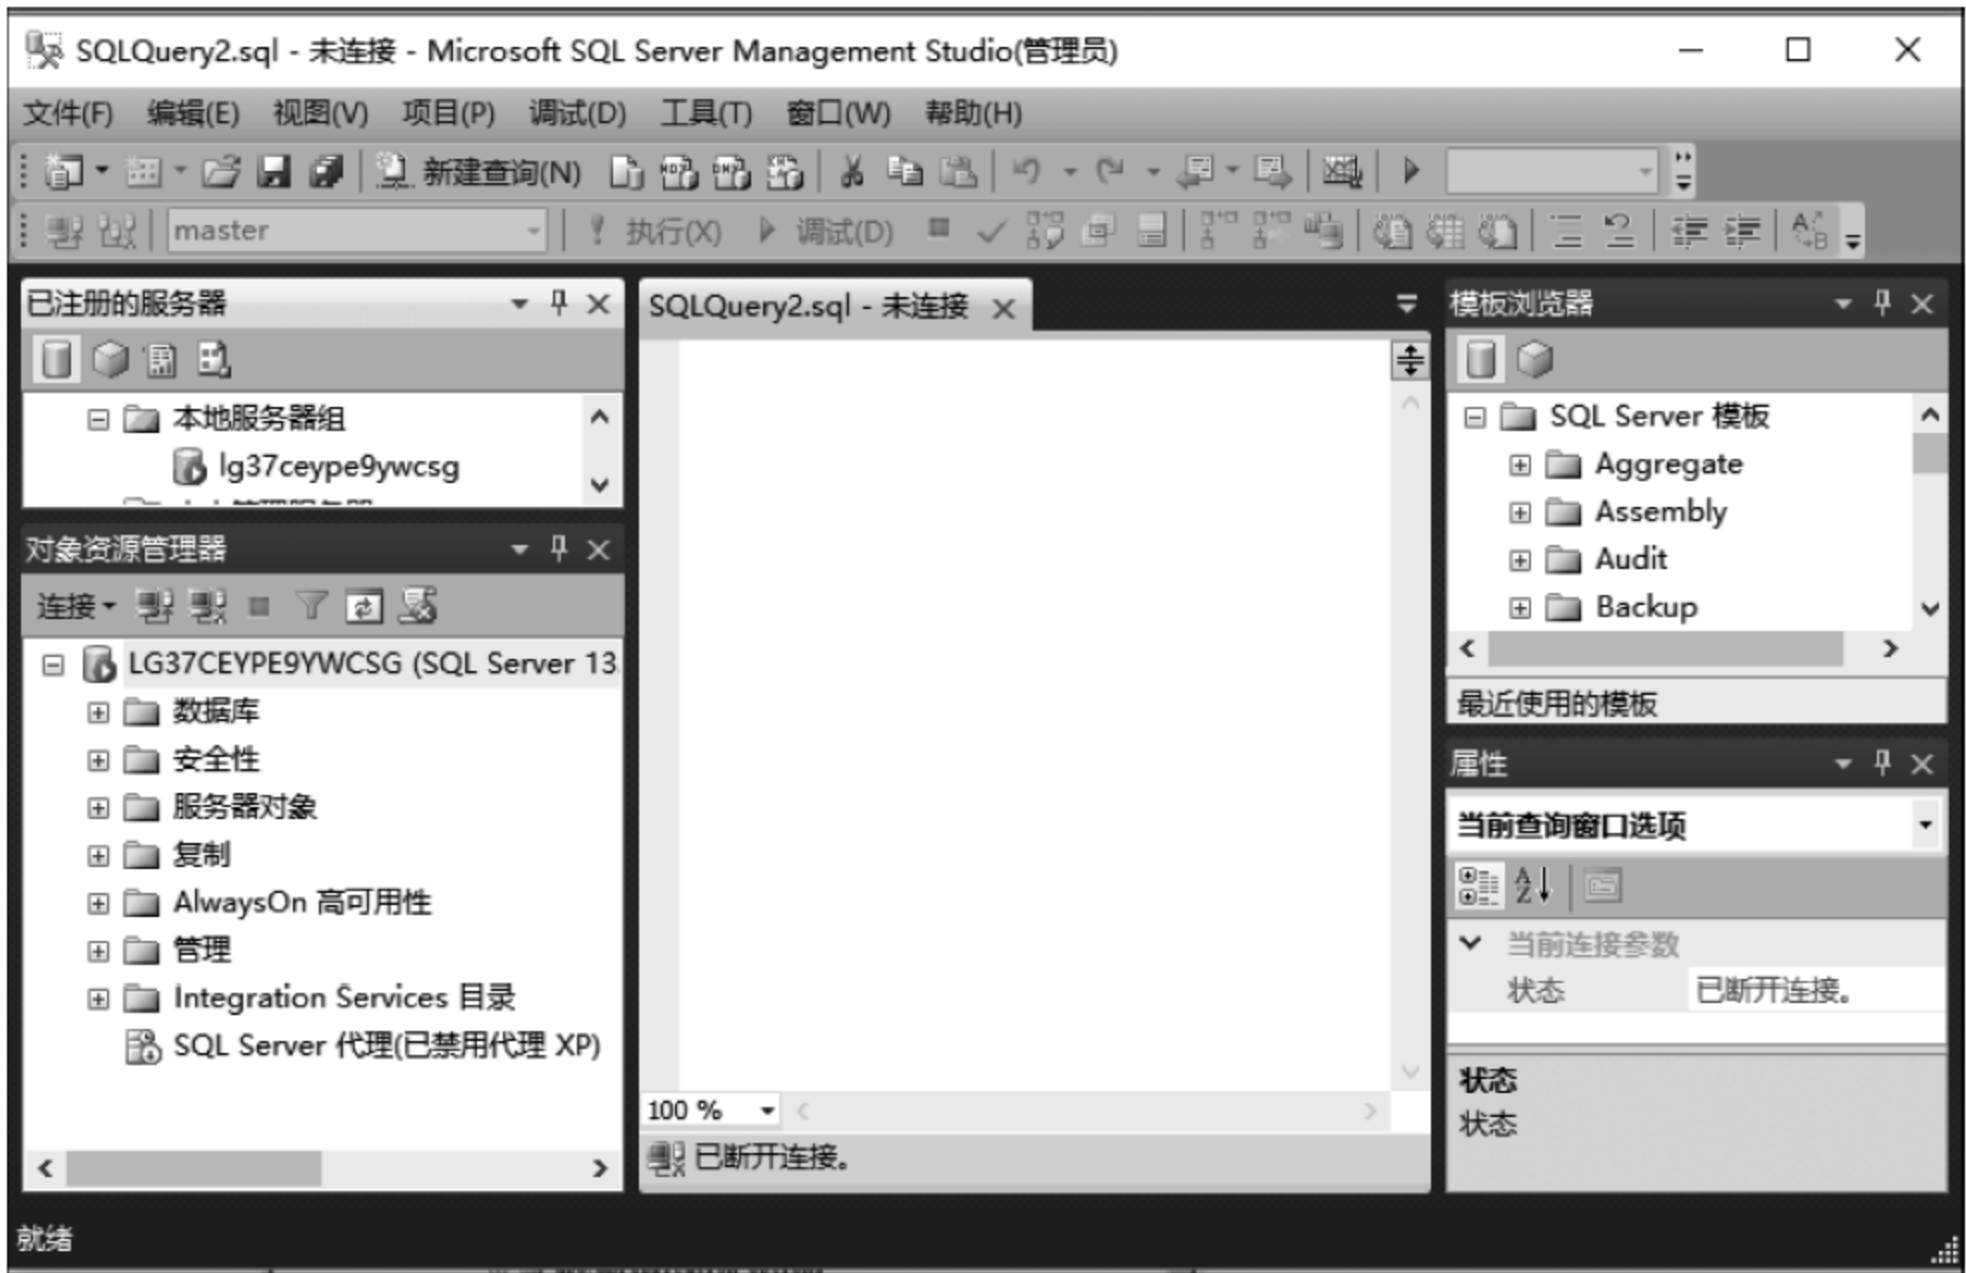 SQLQuery2.sql - 未连接 - Microsoft SQL Server Management Studio(管理员)
文件(F) 编辑(E) 视图(V) 项目(P) 调试(D) 工具(T) 窗口(W) 帮助(H)
新建查询(N)
master 执行(X) 调试(D)
已注册的服务器
本地服务器组
lg37ceype9ywcsg
对象资源管理器
连接
LG37CEYPE9YWCSG (SQL Server 13.
数据库
安全性
服务器对象
复制
AlwaysOn 高可用性
管理
Integration Services 目录
SQL Server 代理(已禁用代理 XP)
SQLQuery2.sql - 未连接
100 %
已断开连接。
模板浏览器
SQL Server 模板
Aggregate
Assembly
Audit
Backup
最近使用的模板
属性
当前查询窗口选项
当前连接参数
状态 已断开连接。
状态
状态
就绪